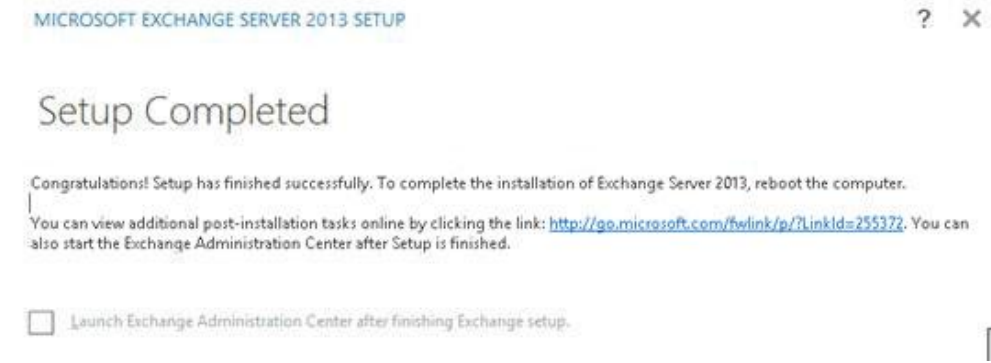 MICROSOFT EXCHANGE SERVER 2013 SETUP
? ×
Setup Completed
Congratulations! Setup has finished successfully. To complete the installation of Exchange Server 2013, reboot the computer.
You can view additional post-installation tasks online by clicking the link: http://go.microsoft.com/fwlink/p/?LinkId=255372. You can
also start the Exchange Administration Center after Setup is finished.
Launch Exchange Administration Center after finishing Exchange setup.